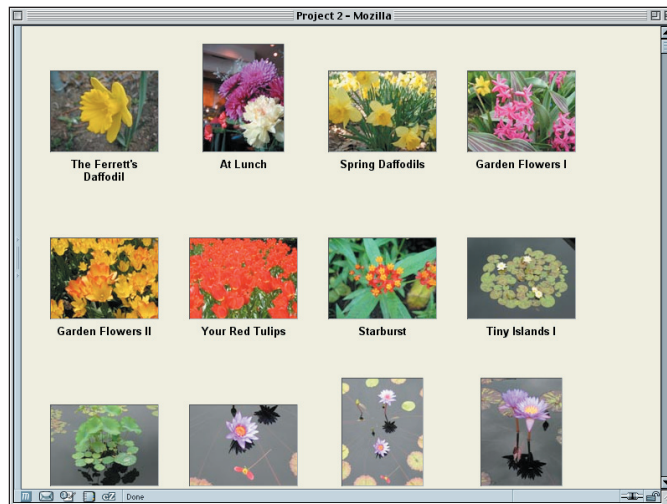 Project 2 – Mozilla
The Ferrett's
Daffodil
At Lunch
Spring Daffodils
Garden Flowers I
Garden Flowers II
Your Red Tulips
Starburst
Tiny Islands I
Done